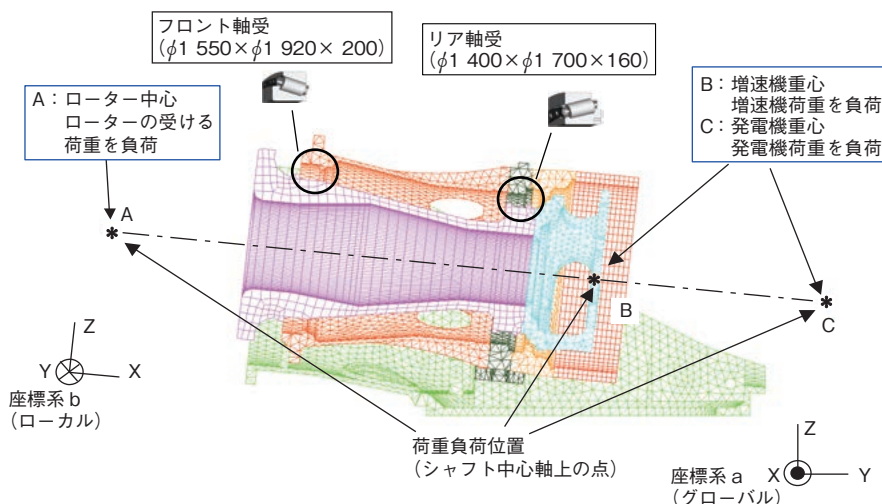 フロント軸受
（φ1 550×φ1 920× 200）
リア軸受
（φ1 400×φ1 700×160）
A：ローター中心
ローターの受ける
荷重を負荷
B：増速機重心
増速機荷重を負荷
C：発電機重心
発電機荷重を負荷
A
B
C
Z
Y
X
座標系 b
（ローカル）
荷重負荷位置
（シャフト中心軸上の点）
Z
座標系 a
X
Y
（グローバル）